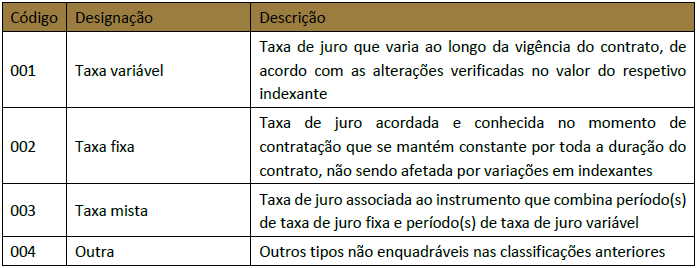 Código Designação Descrição
Taxa de juro que varia ao longo da vigência do contrato, de
001 Taxa variável acordo com as alterações verificadas no valor do respetivo
indexante
Taxa de juro acordada e conhecida no momento de
002 Taxa fixa contratação que se mantém constante por toda a duração do
contrato, não sendo afetada por variações em indexantes
003 Taxa mista Taxa de juro associada ao instrumento que combina período(s)
de taxa de juro fixa e período(s) de taxa de juro variável
004 Outra Outros tipos não enquadráveis nas classificações anteriores